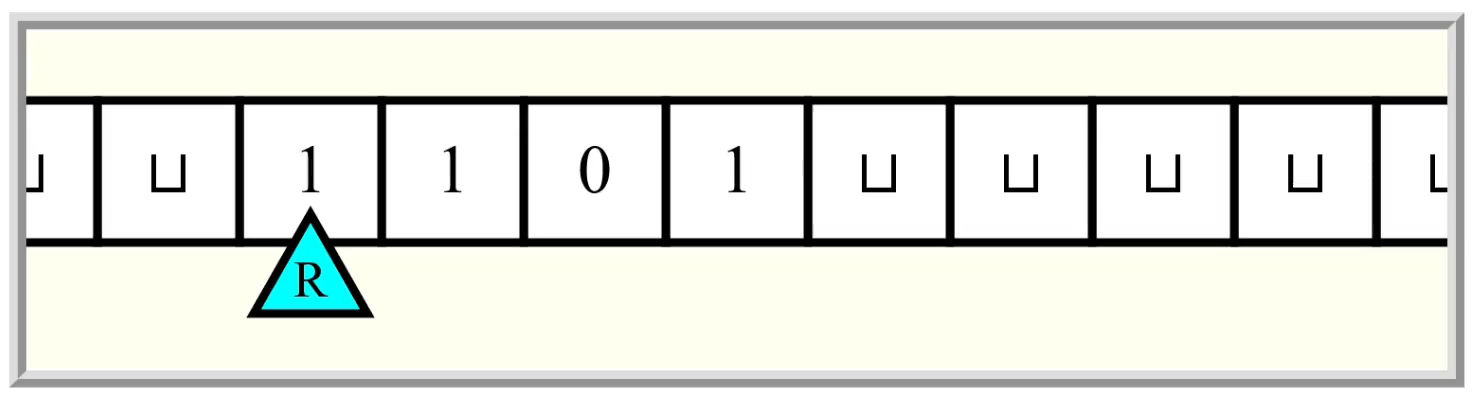 ⊔ ⊔ 1 1 0 1 ⊔ ⊔ ⊔ ⊔ ⊔
R